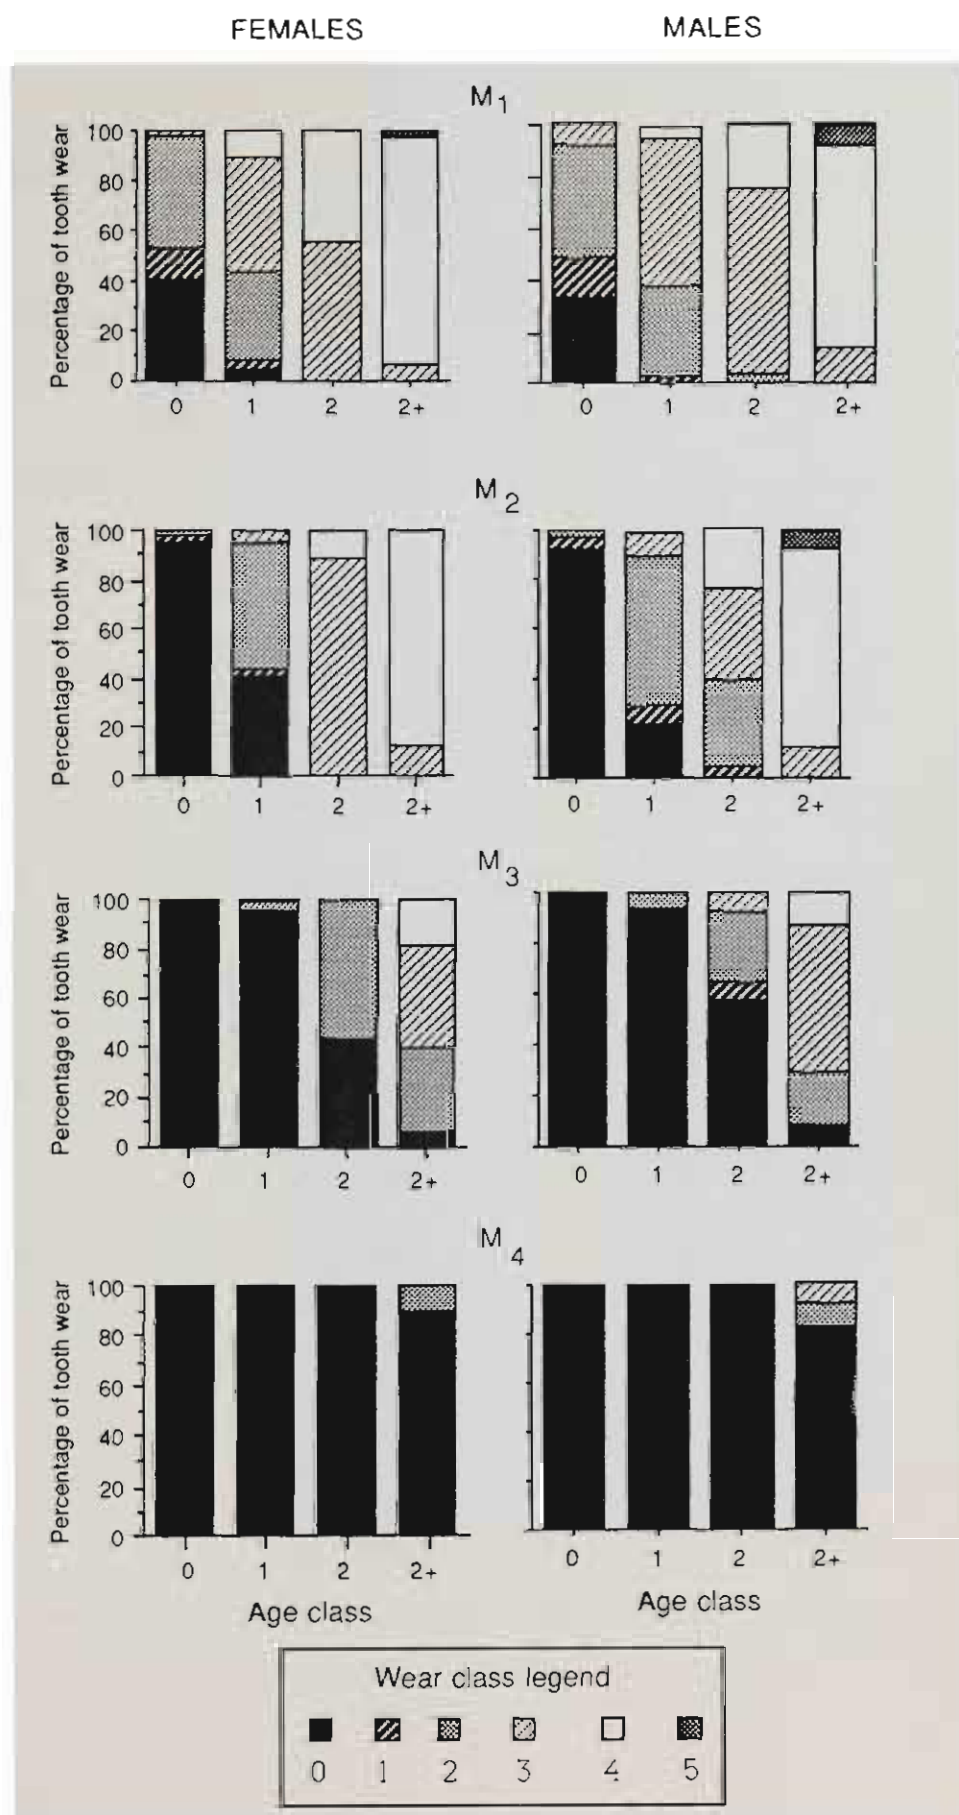 FEMALES MALES
M1
Percentage of tooth wear
100
80
60
40
20
0
0 1 2 2+
0 1 2 2+
M2
Percentage of tooth wear
100
80
60
40
20
0
0 1 2 2+
0 1 2 2+
M3
Percentage of tooth wear
100
80
60
40
20
0
0 1 2 2+
0 1 2 2+
M4
Percentage of tooth wear
100
80
60
40
20
0
0 1 2 2+
0 1 2 2+
Age class Age class
Wear class legend
0 1 2 3 4 5